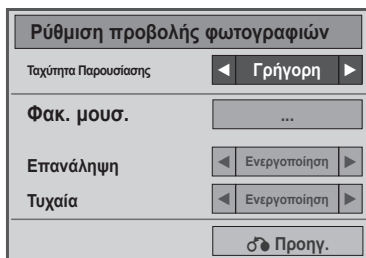 Ρύθμιση προβολής φωτογραφιών
Ταχύτητα Παρουσίασης ◄ Γρήγορη ►
Φακ. μουσ. ...
Επανάληψη ◄ Ενεργοποίηση ►
Τυχαία ◄ Ενεργοποίηση ►
Προηγ.